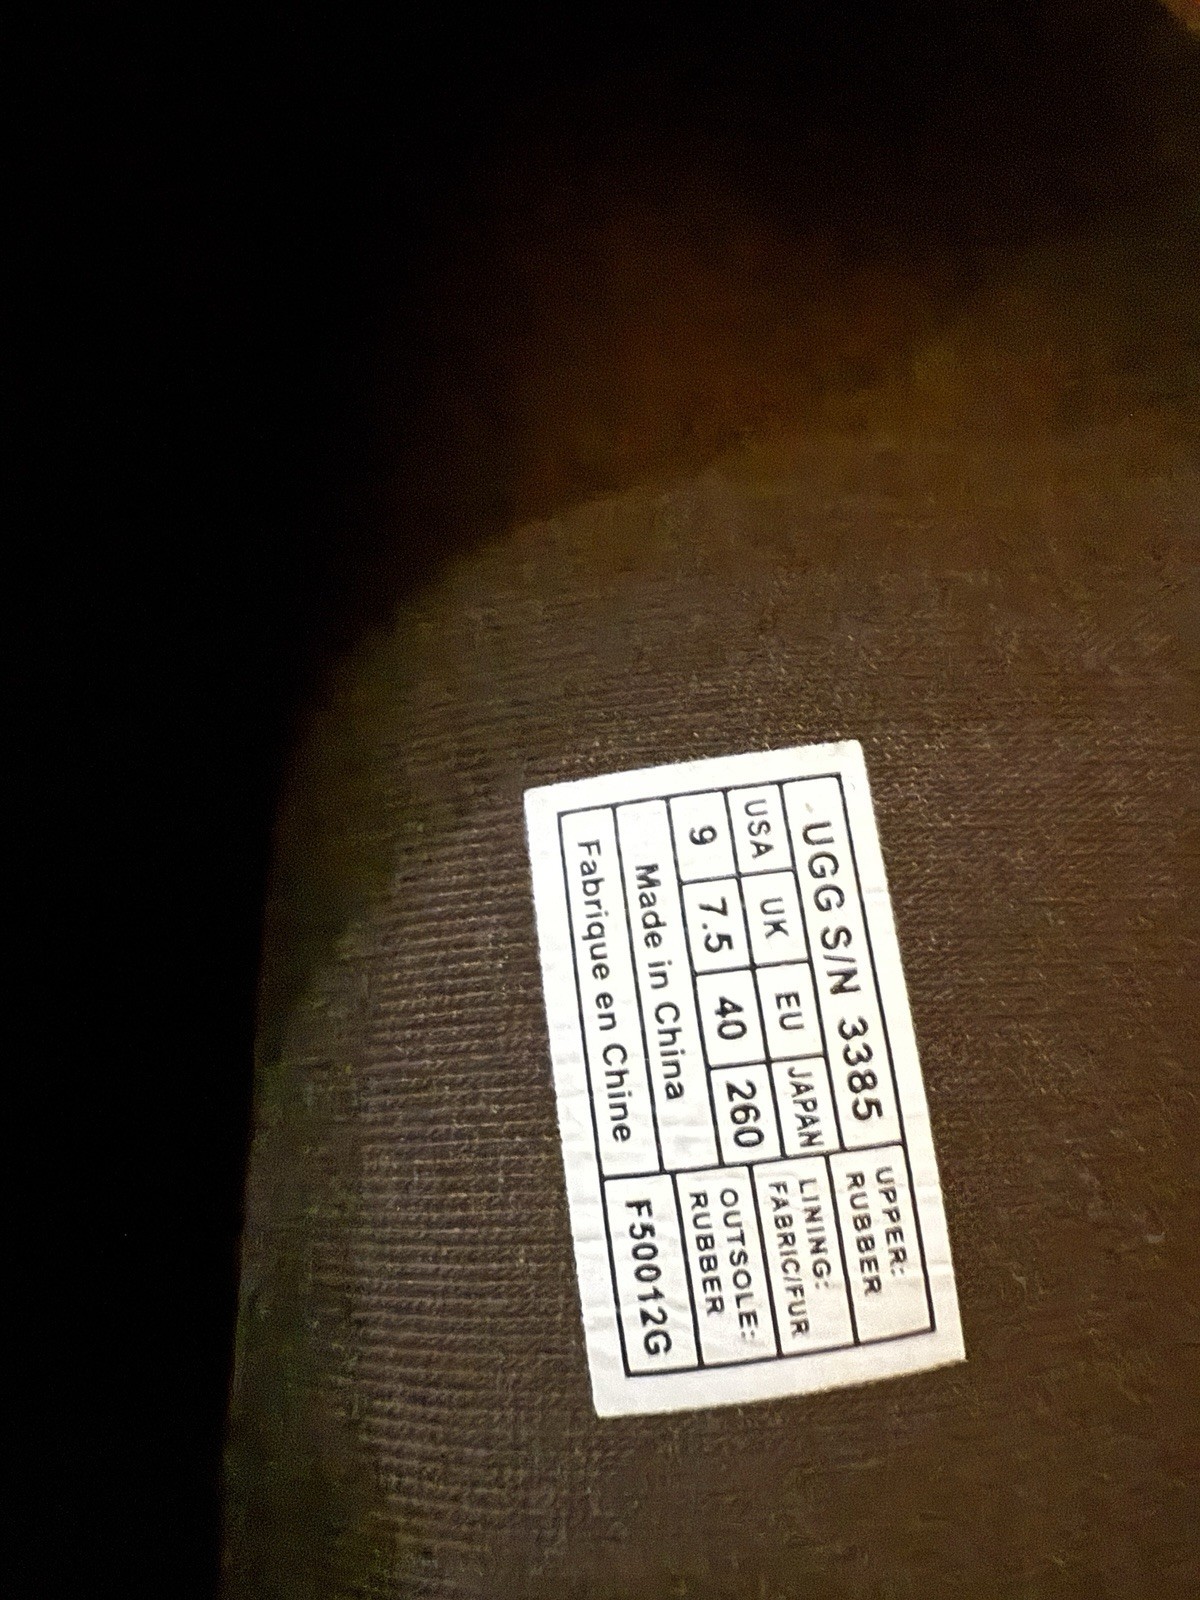 UGG S/N 3385
USA UK EU JAPAN
9 7.5 40 260
Made in China
Fabrique en Chine
UPPER:
RUBBER
LINING:
FABRIC/FUR
OUTSOLE:
RUBBER
F50012G